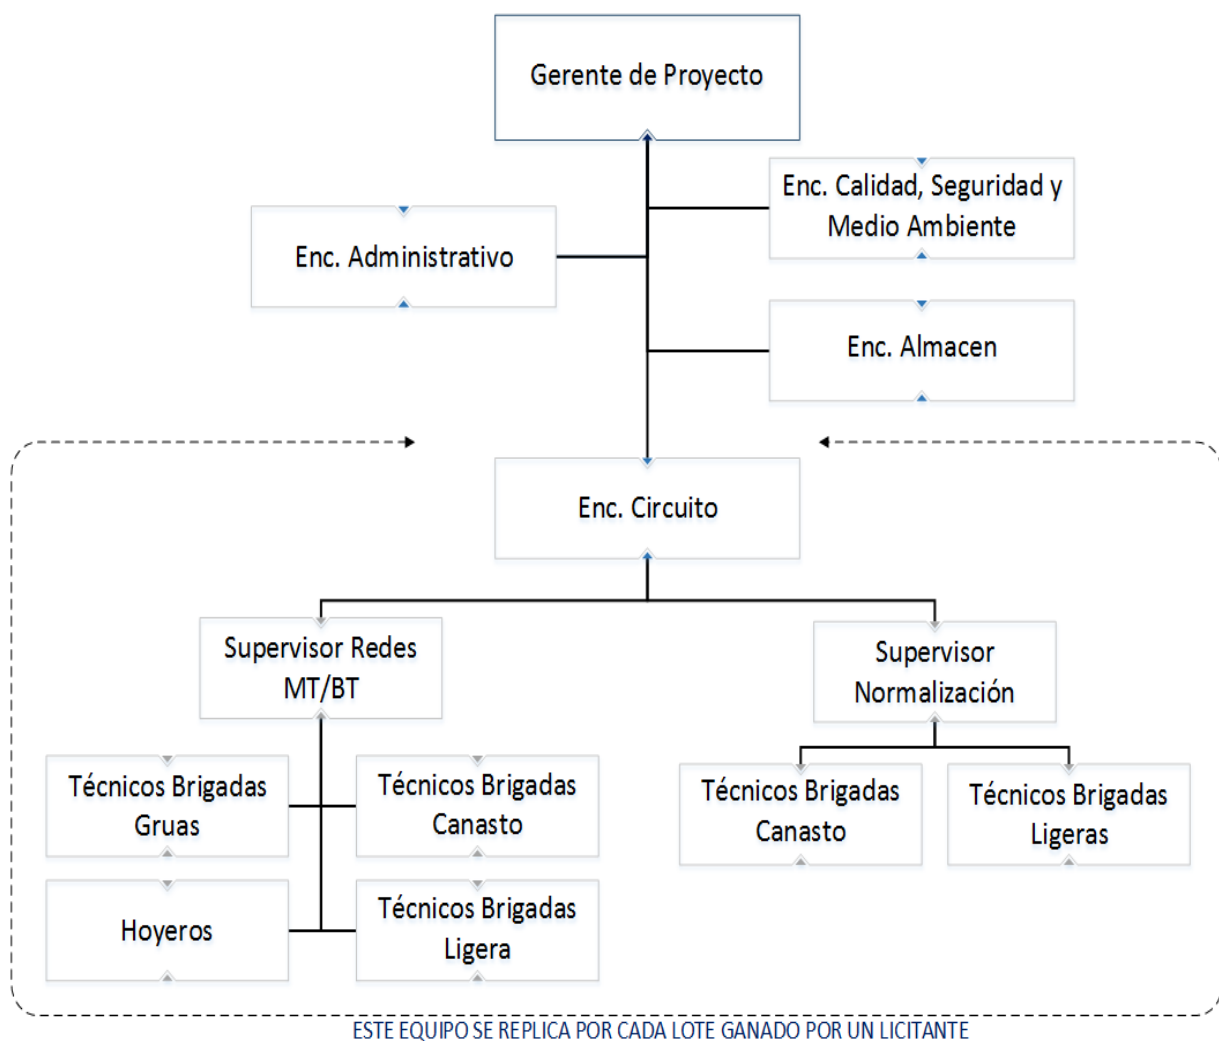 Gerente de Proyecto
Enc. Calidad, Seguridad y
Medio Ambiente
Enc. Administrativo
Enc. Almacen
Enc. Circuito
Supervisor Redes
MT/BT
Supervisor
Normalización
Técnicos Brigadas
Gruas
Técnicos Brigadas
Canasto
Técnicos Brigadas
Canasto
Técnicos Brigadas
Ligeras
Hoyeros
Técnicos Brigadas
Ligera
ESTE EQUIPO SE REPLICA POR CADA LOTE GANADO POR UN LICITANTE